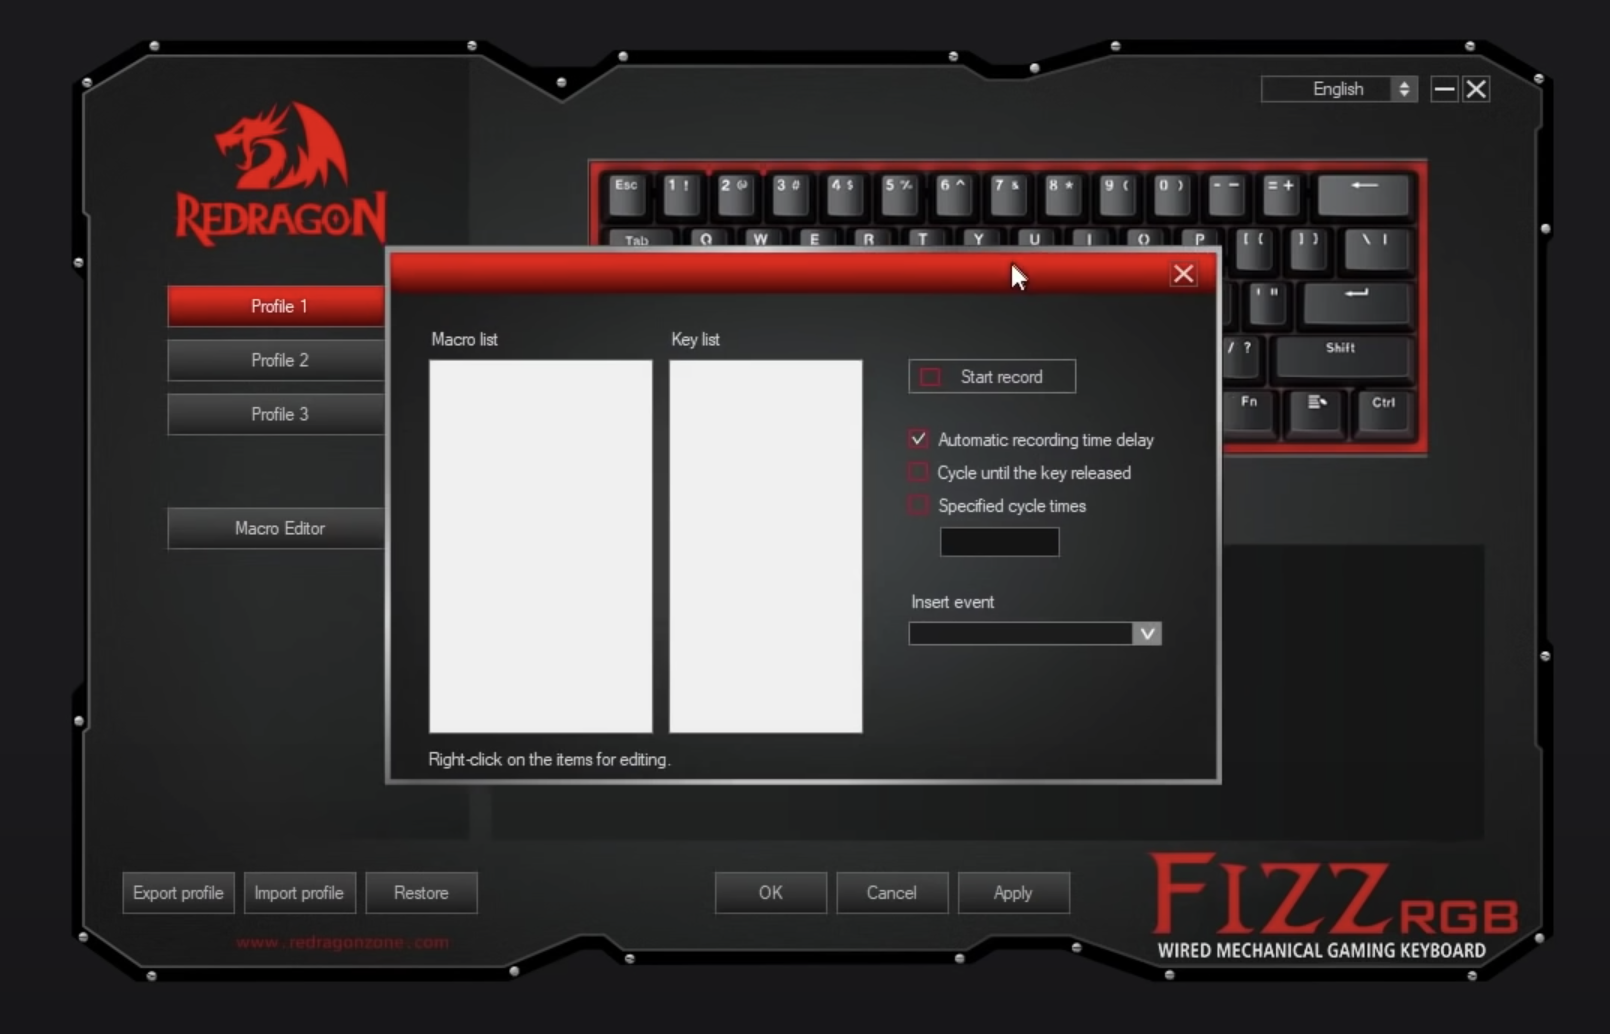 English
REDRAGON
Esc 1 ! 2 @ 3 # 4 $ 5 % 6 ^ 7 & 8 * 9 ( 0 ) - - = +
Tab Q W E R T Y U I O P [ { ] } \ |
' "
/ ? Shift
Fn Ctrl
Profile 1
Profile 2
Profile 3
Macro Editor
Macro list
Key list
Start record
Automatic recording time delay
Cycle until the key released
Specified cycle times
Insert event
Right-click on the items for editing.
Export profile
Import profile
Restore
OK
Cancel
Apply
www.redragonzone.com
FIZZ RGB
WIRED MECHANICAL GAMING KEYBOARD